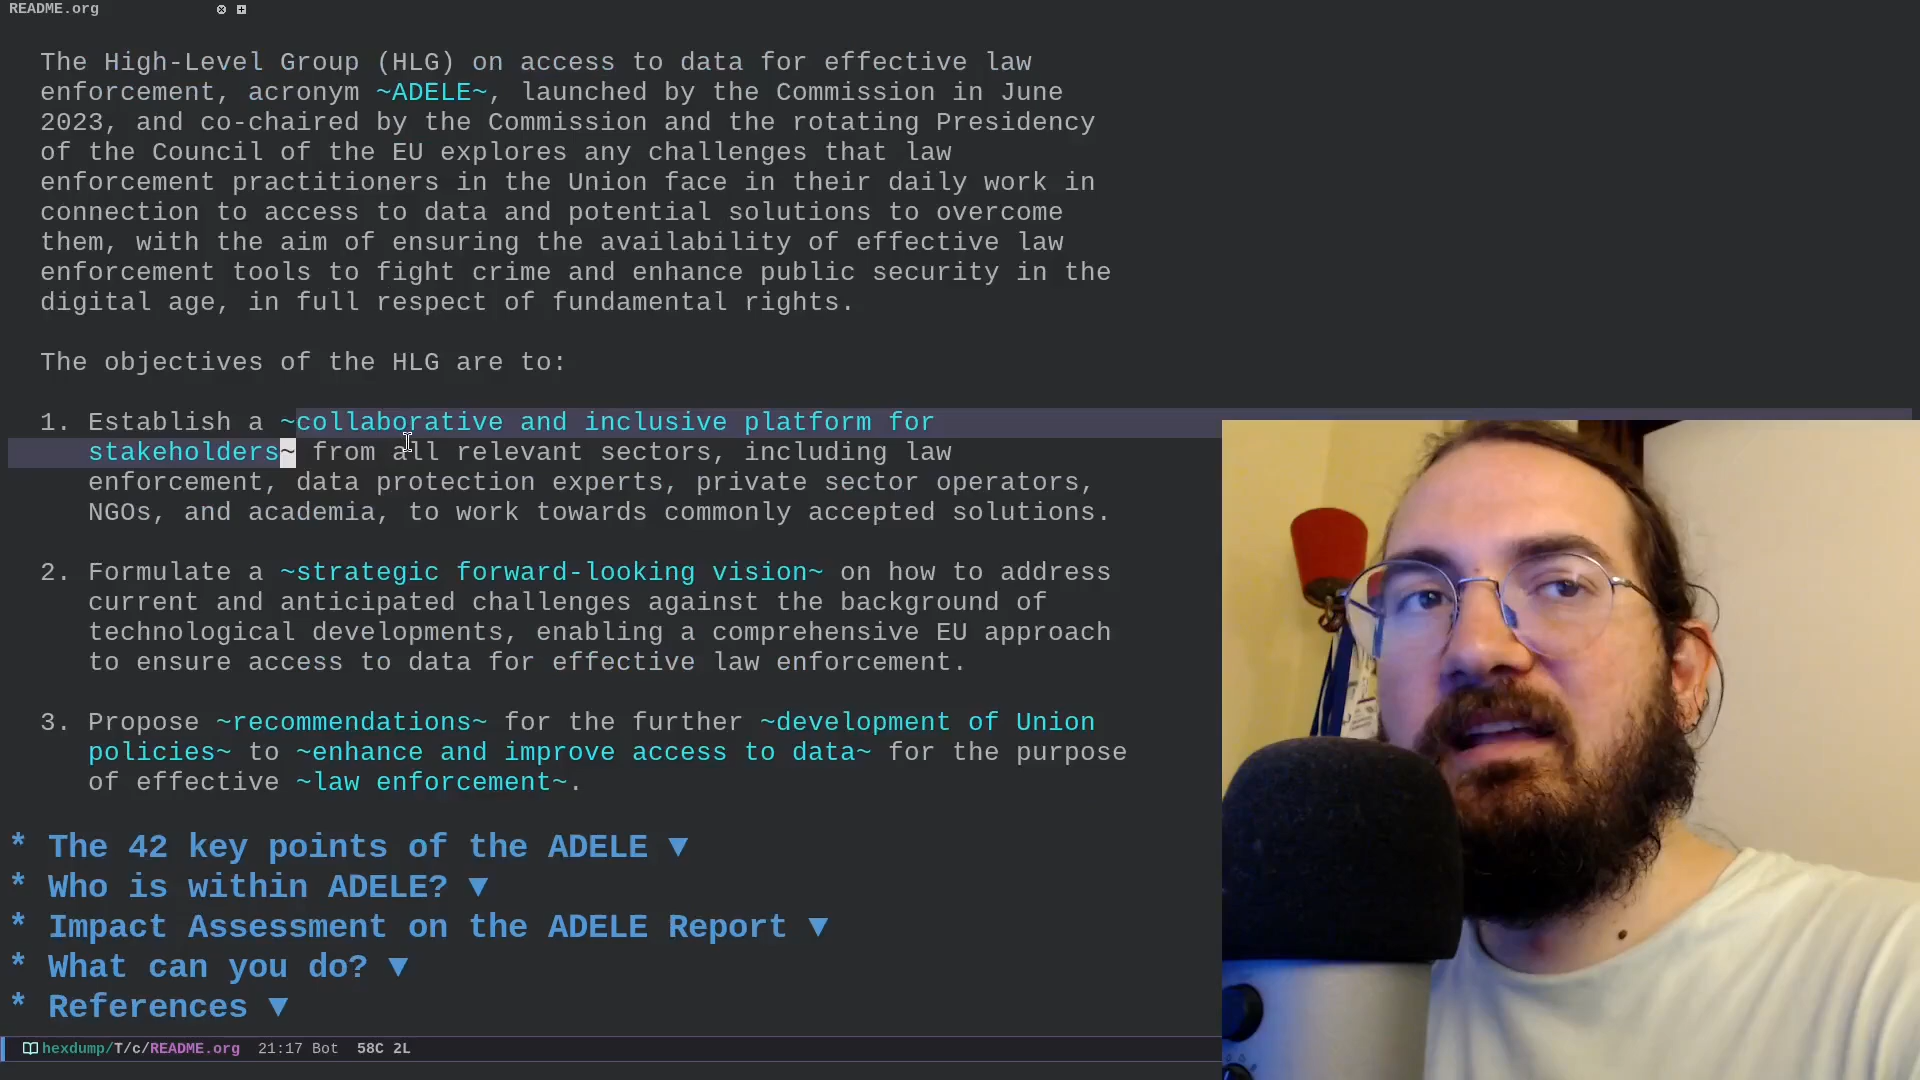 README.org
The High-Level Group (HLG) on access to data for effective law
enforcement, acronym ~ADELE~, launched by the Commission in June
2023, and co-chaired by the Commission and the rotating Presidency
of the Council of the EU explores any challenges that law
enforcement practitioners in the Union face in their daily work in
connection to access to data and potential solutions to overcome
them, with the aim of ensuring the availability of effective law
enforcement tools to fight crime and enhance public security in the
digital age, in full respect of fundamental rights.
The objectives of the HLG are to:
1. Establish a ~collaborative and inclusive platform for
stakeholders~ from all relevant sectors, including law
enforcement, data protection experts, private sector operators,
NGOs, and academia, to work towards commonly accepted solutions.
2. Formulate a ~strategic forward-looking vision~ on how to address
current and anticipated challenges against the background of
technological developments, enabling a comprehensive EU approach
to ensure access to data for effective law enforcement.
3. Propose ~recommendations~ for the further ~development of Union
policies~ to ~enhance and improve access to data~ for the purpose
of effective ~law enforcement~.
* The 42 key points of the ADELE ▼
* Who is within ADELE? ▼
* Impact Assessment on the ADELE Report ▼
* What can you do? ▼
* References ▼
hexdump/T/c/README.org 21:17 Bot 58C 2L